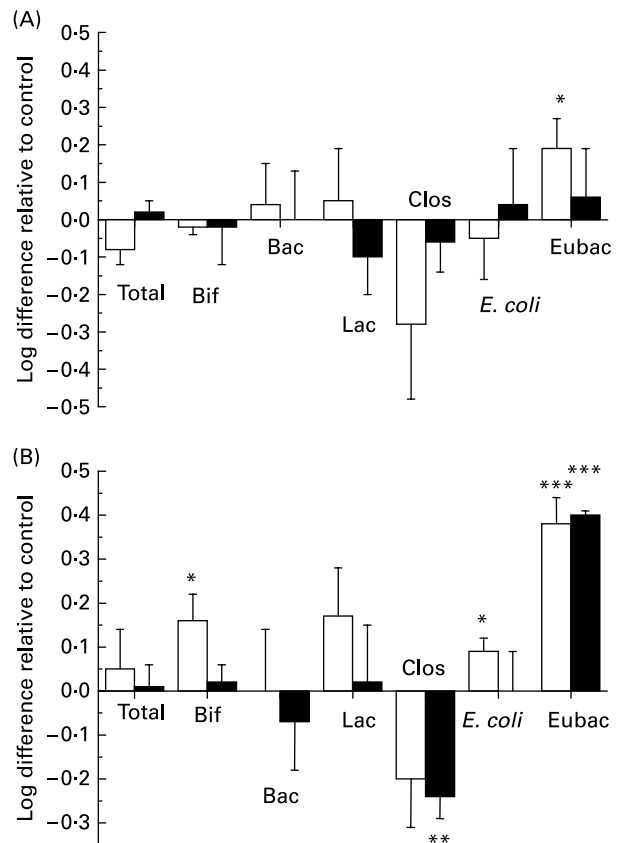 (A)
Log difference relative to control
0·5
0·4
0·3
0·2
0·1
0·0
−0·1
−0·2
−0·3
−0·4
−0·5
*
Clos
Total
Bif
Bac
Lac
E. coli
Eubac
(B)
Log difference relative to control
0·5
0·4
0·3
0·2
0·1
0·0
−0·1
−0·2
−0·3
*
*
***
***
Clos
Total
Bif
Bac
Lac
E. coli
Eubac
**